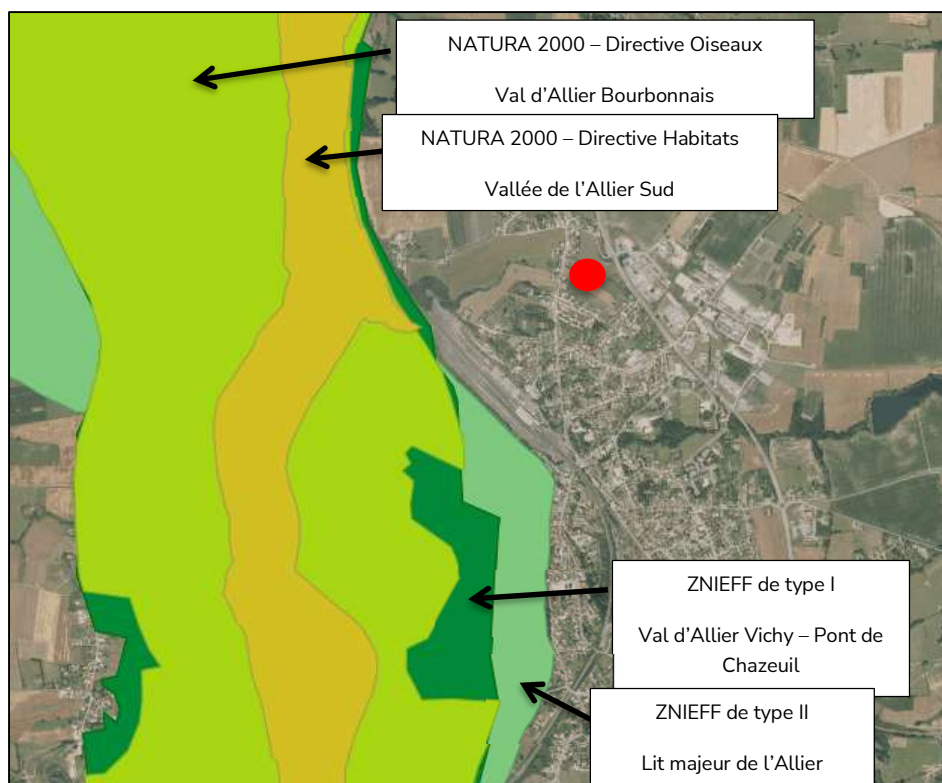 NATURA 2000 – Directive Oiseaux
Val d’Allier Bourbonnais
NATURA 2000 – Directive Habitats
Vallée de l’Allier Sud
ZNIEFF de type I
Val d’Allier Vichy – Pont de
Chazeuil
ZNIEFF de type II
Lit majeur de l’Allier